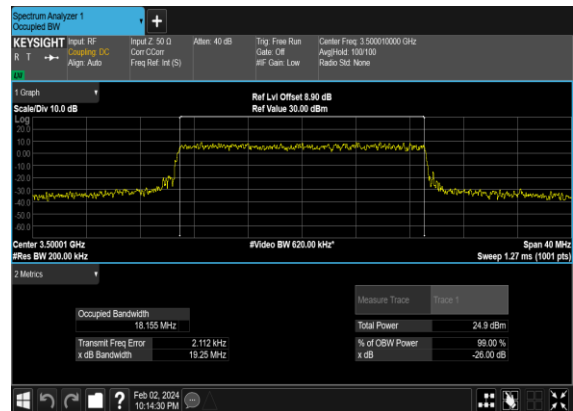 Spectrum Analyzer 1
Occupied BW
KEYSIGHT
R T
LW
Input: RF
Coupling: DC
Align: Auto
Input Z: 50 Ω
Corr CCorr
Freq Ref: Int (S)
Atten: 40 dB
Trig: Free Run
Gate: Off
#IF Gain: Low
Center Freq: 3.500010000 GHz
Avg|Hold: 100/100
Radio Std: None
1 Graph
Scale/Div 10.0 dB
Ref Lvl Offset 8.90 dB
Ref Value 30.00 dBm
Log
20.0
10.0
0.00
-10.0
-20.0
-30.0
-40.0
-50.0
-60.0
Center 3.50001 GHz
#Res BW 200.00 kHz
#Video BW 620.00 kHz*
Span 40 MHz
Sweep 1.27 ms (1001 pts)
2 Metrics
Measure Trace
Trace 1
Occupied Bandwidth
18.155 MHz
Total Power
24.9 dBm
Transmit Freq Error
2.112 kHz
% of OBW Power
99.00 %
x dB Bandwidth
19.25 MHz
x dB
-26.00 dB
Feb 02, 2024
10:14:30 PM